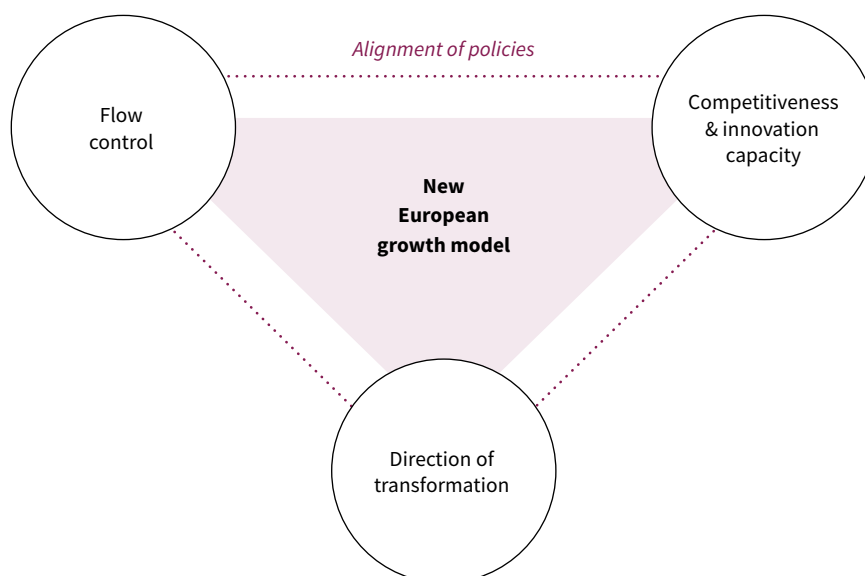 Alignment of policies
Flow
control
Competitiveness
& innovation
capacity
New
European
growth model
Direction of
transformation